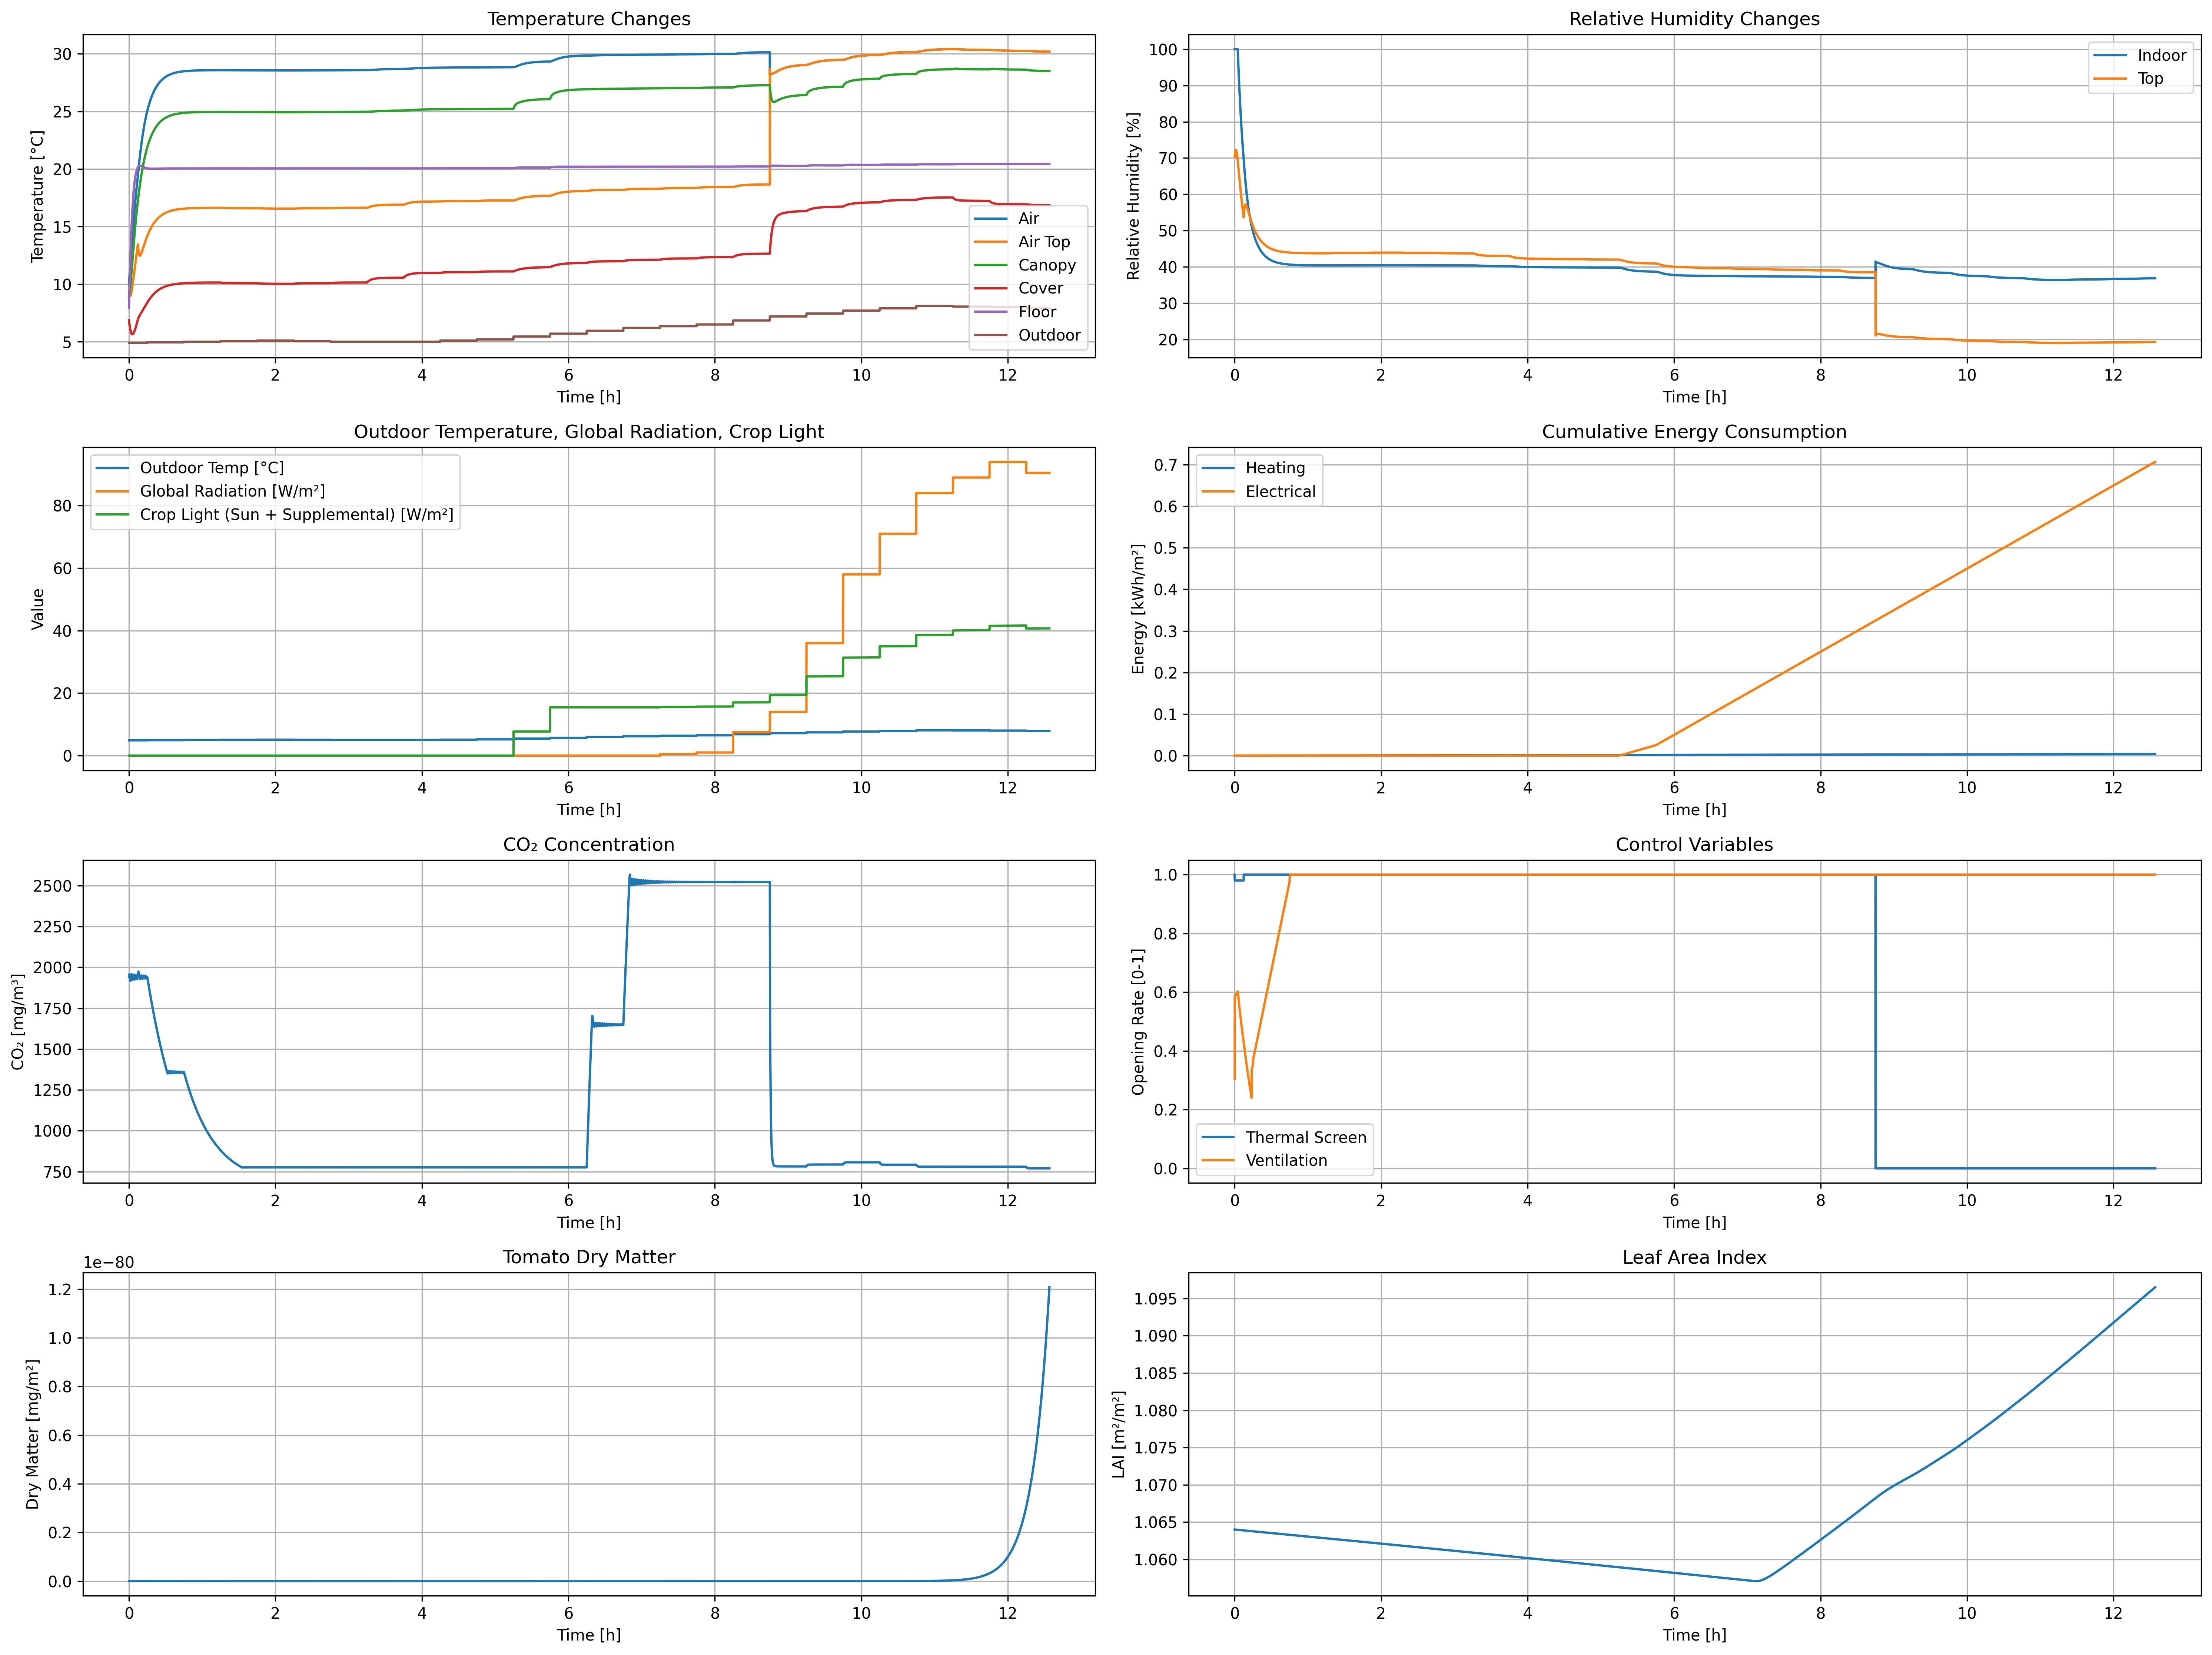 Temperature Changes
Temperature [°C]
30
25
20
15
10
5
Air
Air Top
Canopy
Cover
Floor
Outdoor
0 2 4 6 8 10 12
Time [h]
Relative Humidity Changes
Relative Humidity [%]
100
90
80
70
60
50
40
30
20
Indoor
Top
0 2 4 6 8 10 12
Time [h]
Outdoor Temperature, Global Radiation, Crop Light
Value
80
60
40
20
0
Outdoor Temp [°C]
Global Radiation [W/m²]
Crop Light (Sun + Supplemental) [W/m²]
0 2 4 6 8 10 12
Time [h]
Cumulative Energy Consumption
Energy [kWh/m²]
0.7
0.6
0.5
0.4
0.3
0.2
0.1
0.0
Heating
Electrical
0 2 4 6 8 10 12
Time [h]
CO₂ Concentration
CO₂ [mg/m³]
2500
2250
2000
1750
1500
1250
1000
750
0 2 4 6 8 10 12
Time [h]
Control Variables
Opening Rate [0-1]
1.0
0.8
0.6
0.4
0.2
0.0
Thermal Screen
Ventilation
0 2 4 6 8 10 12
Time [h]
Tomato Dry Matter
1e−80
Dry Matter [mg/m²]
1.2
1.0
0.8
0.6
0.4
0.2
0.0
0 2 4 6 8 10 12
Time [h]
Leaf Area Index
LAI [m²/m²]
1.095
1.090
1.085
1.080
1.075
1.070
1.065
1.060
0 2 4 6 8 10 12
Time [h]